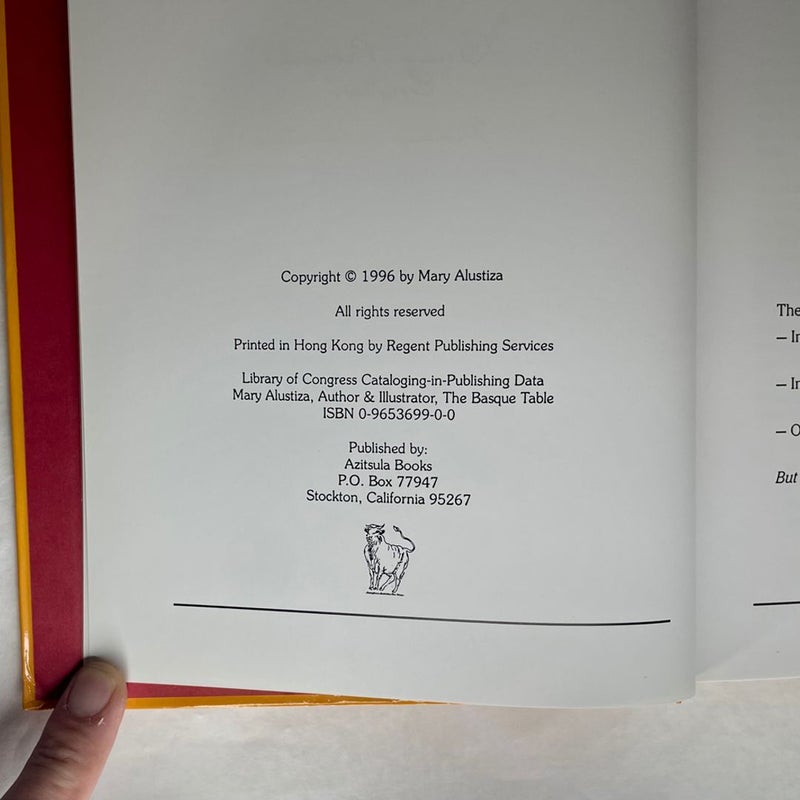 Copyright © 1996 by Mary Alustiza
All rights reserved
Printed in Hong Kong by Regent Publishing Services
Library of Congress Cataloging-in-Publishing Data
Mary Alustiza, Author & Illustrator, The Basque Table
ISBN 0-9653699-0-0
Published by:
Azitsula Books
P.O. Box 77947
Stockton, California 95267
The
— In
— In
— O
But